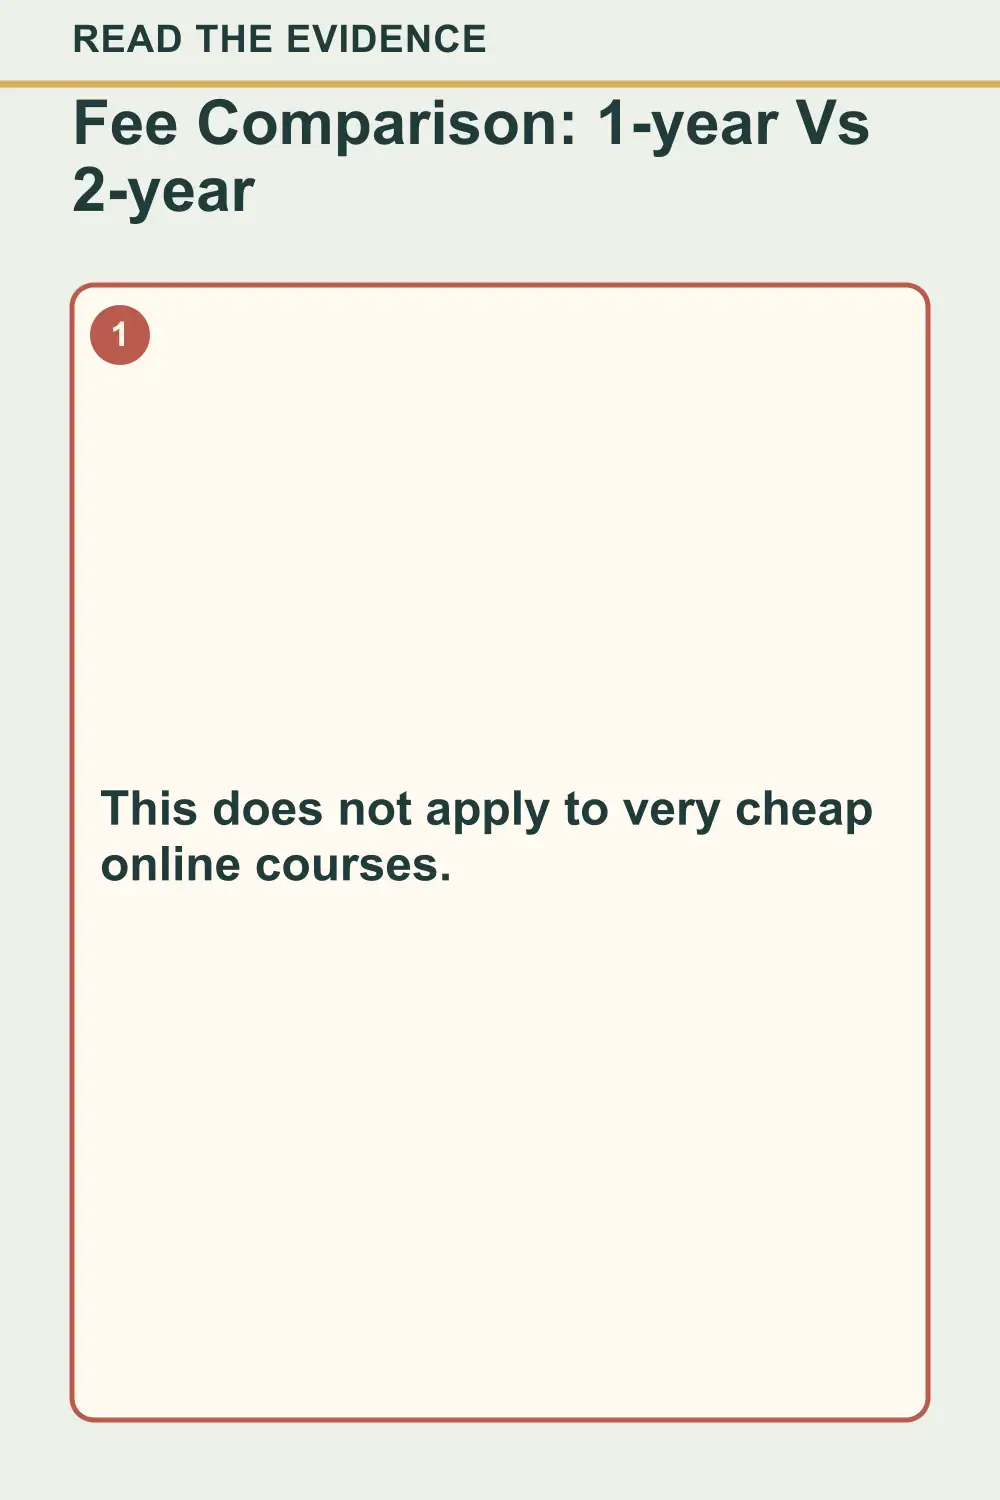 READ THE EVIDENCE
Fee Comparison: 1-year Vs
2-year
1
This does not apply to very cheap
online courses.